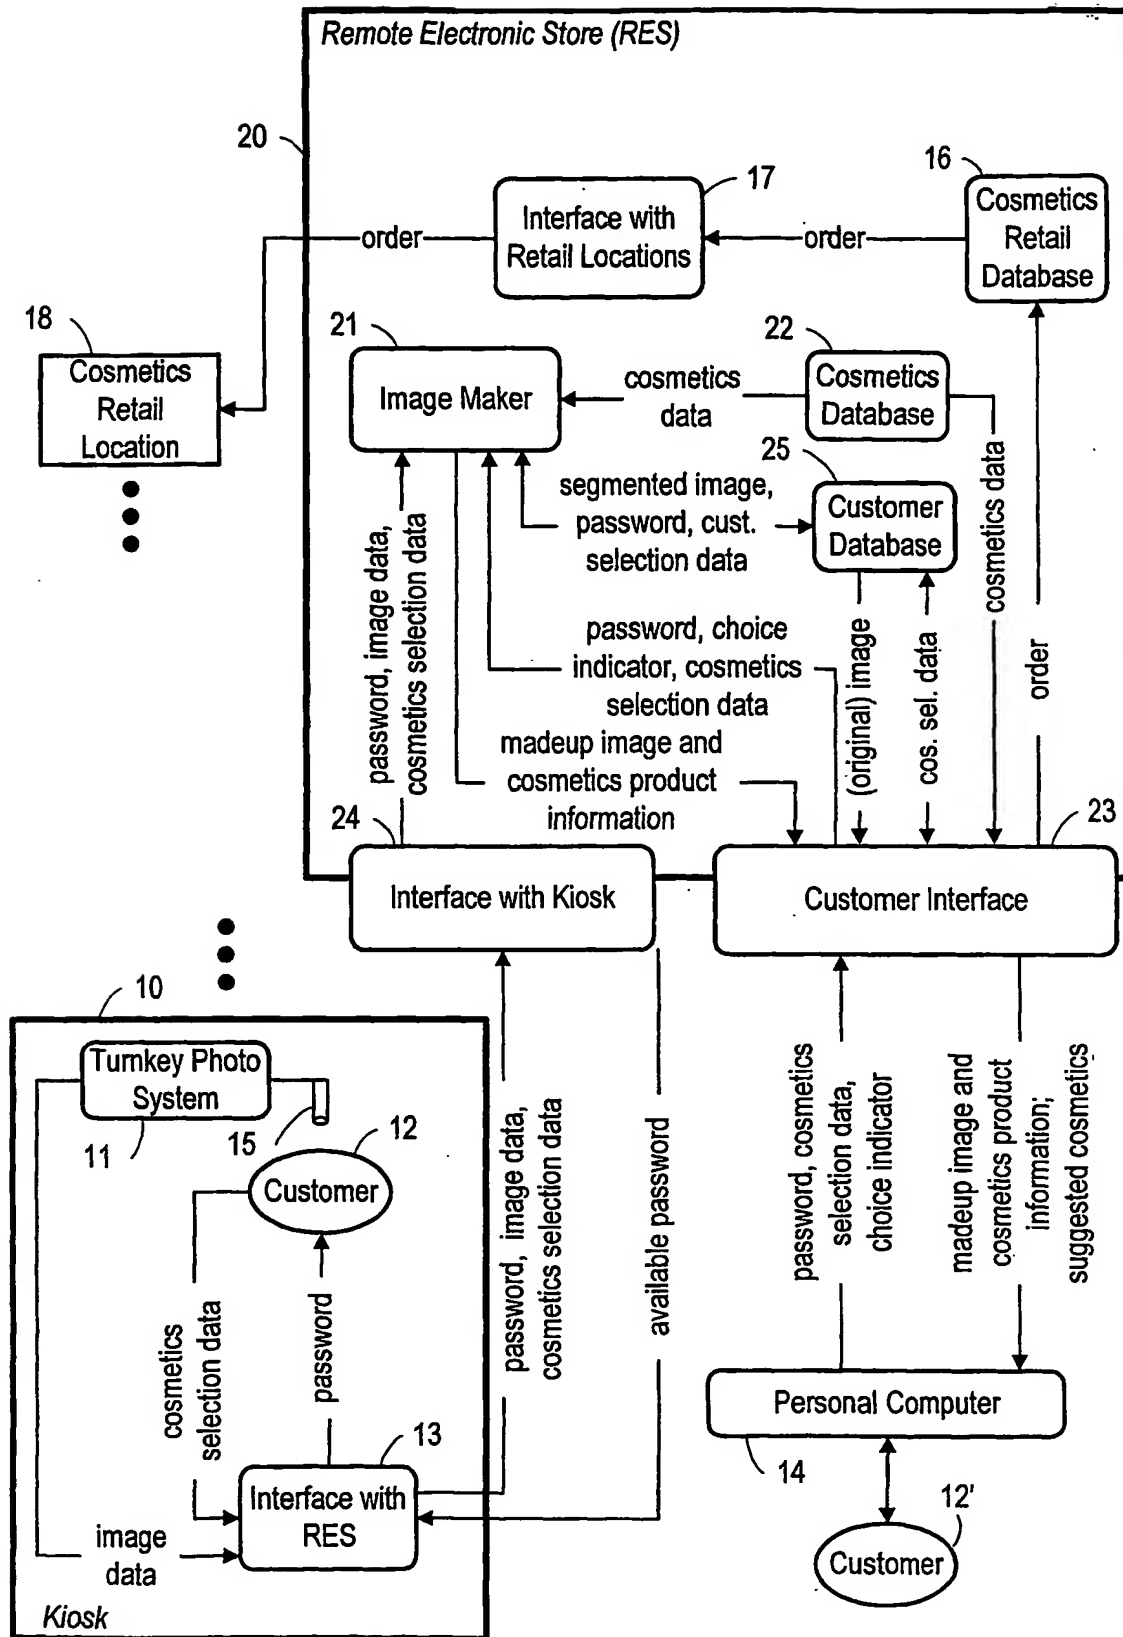 Remote Electronic Store (RES)
20
17
16
Interface with
Retail Locations
Cosmetics
Retail
Database
order
order
18
Cosmetics
Retail
Location
21
Image Maker
22
Cosmetics
Database
cosmetics
data
25
Customer
Database
segmented image,
password, cust.
selection data
cosmetics data
order
password, image data,
cosmetics selection data
password, choice
indicator, cosmetics
selection data
(original) image
cos. sel. data
madeup image and
cosmetics product
information
24
Interface with Kiosk
23
Customer Interface
10
Turnkey Photo
System
11
15
12
Customer
cosmetics
selection data
password
password, image data,
cosmetics selection data
available password
password, cosmetics
selection data,
choice indicator
madeup image and
cosmetics product
information;
suggested cosmetics
13
Interface with
RES
image
data
Kiosk
Personal Computer
14
12'
Customer